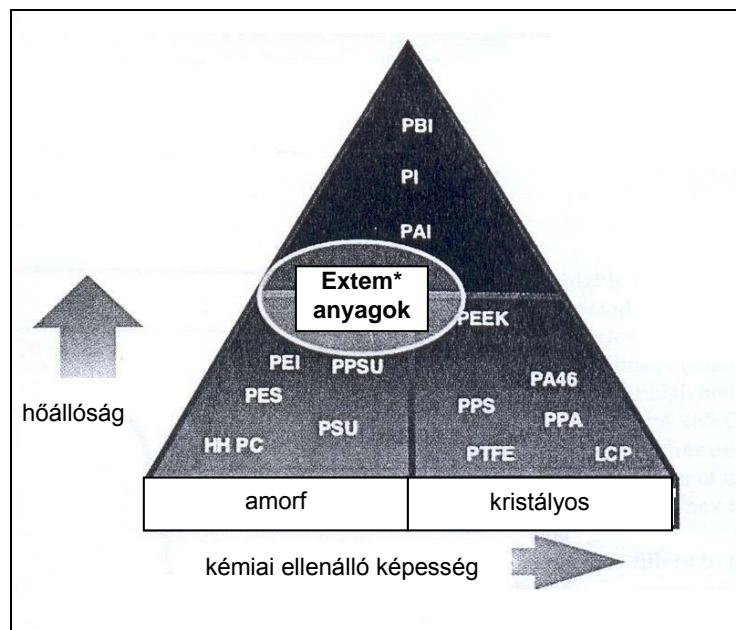 PBI
PI
PAI
Extem*
anyagok
PEEK
PEI PPSU
PA46
PES
PPS
PPA
PSU
HH PC
PTFE
LCP
hőállóság
amorf kristályos
kémiai ellenálló képesség